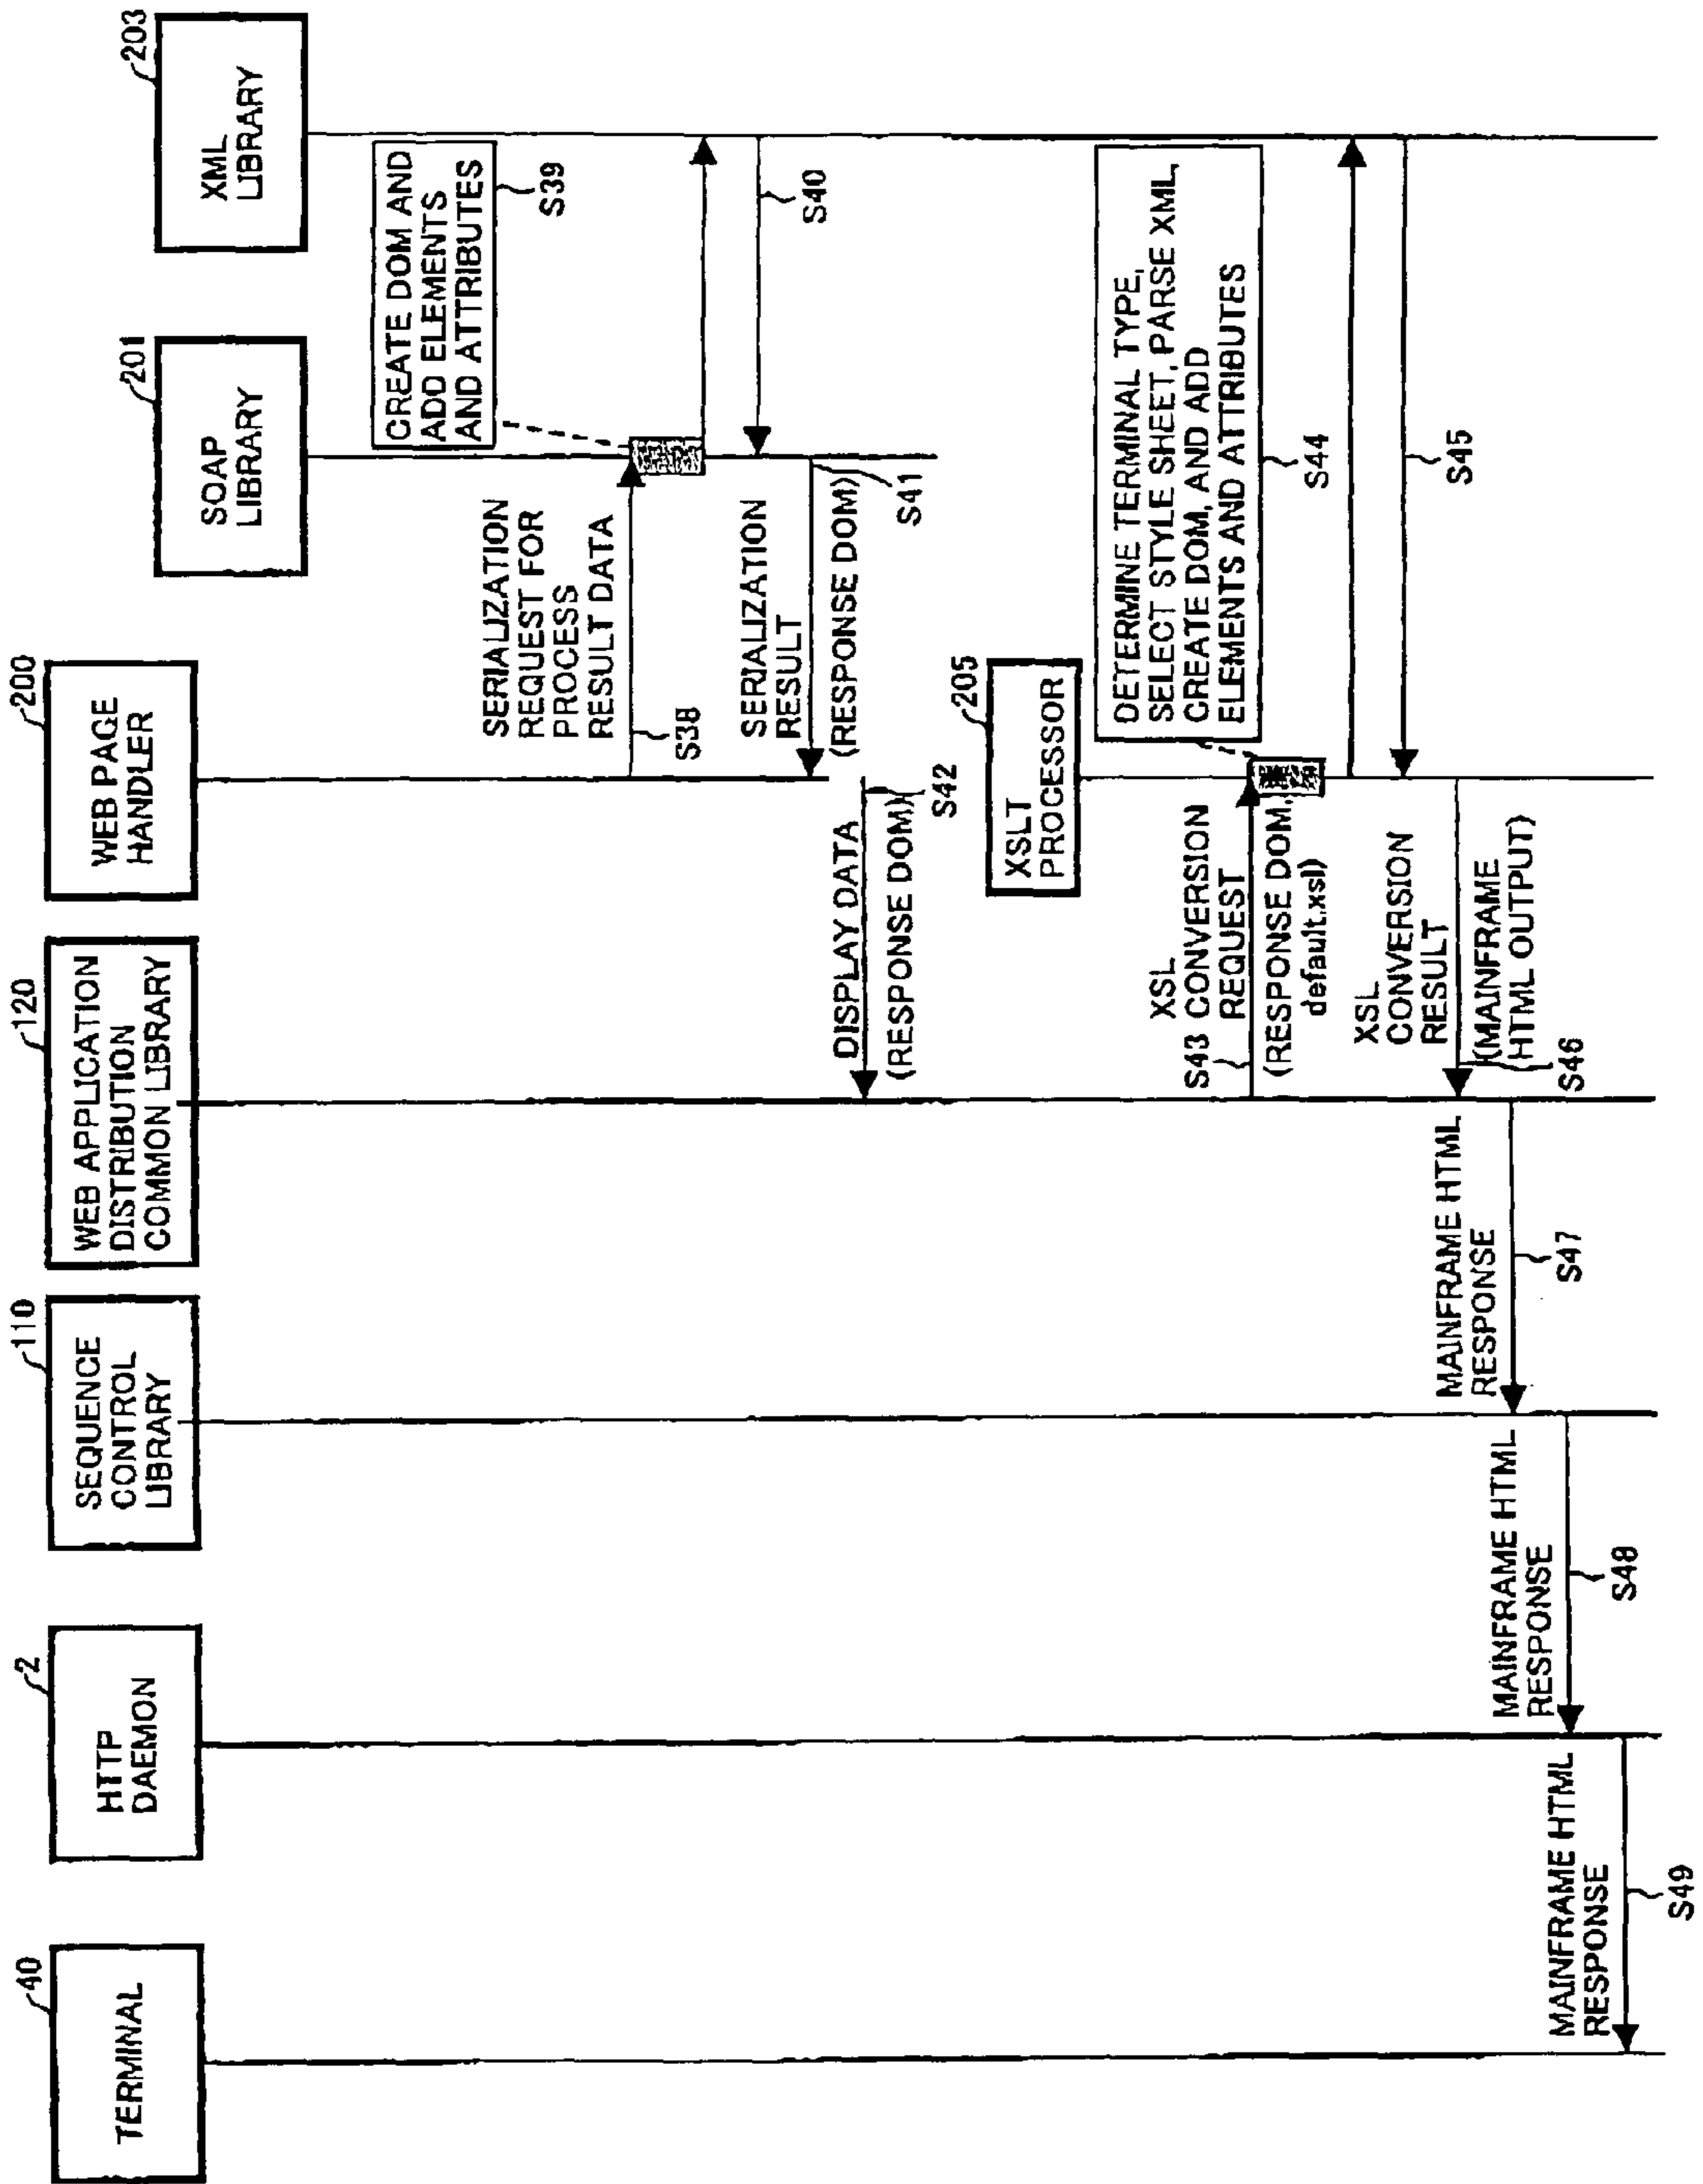 40
TERMINAL
2
HTTP
DAEMON
110
SEQUENCE
CONTROL
LIBRARY
120
WEB APPLICATION
DISTRIBUTION
COMMON LIBRARY
200
WEB PAGE
HANDLER
201
SOAP
LIBRARY
203
XML
LIBRARY
CREATE DOM AND
ADD ELEMENTS
AND ATTRIBUTES
S39
SERIALIZATION
REQUEST FOR
PROCESS
RESULT DATA
S38
S40
SERIALIZATION
RESULT
(RESPONSE DOM)
S41
DISPLAY DATA
(RESPONSE DOM)
S42
205
XSLT
PROCESSOR
DETERMINE TERMINAL TYPE,
SELECT STYLE SHEET, PARSE XML,
CREATE DOM, AND ADD
ELEMENTS AND ATTRIBUTES
S44
XSL
S43 CONVERSION
REQUEST
(RESPONSE DOM,
default.xsl)
S45
XSL
CONVERSION
RESULT
(MAINFRAME
HTML OUTPUT)
S46
MAINFRAME HTML
RESPONSE
S47
MAINFRAME HTML
RESPONSE
S48
MAINFRAME HTML
RESPONSE
S49